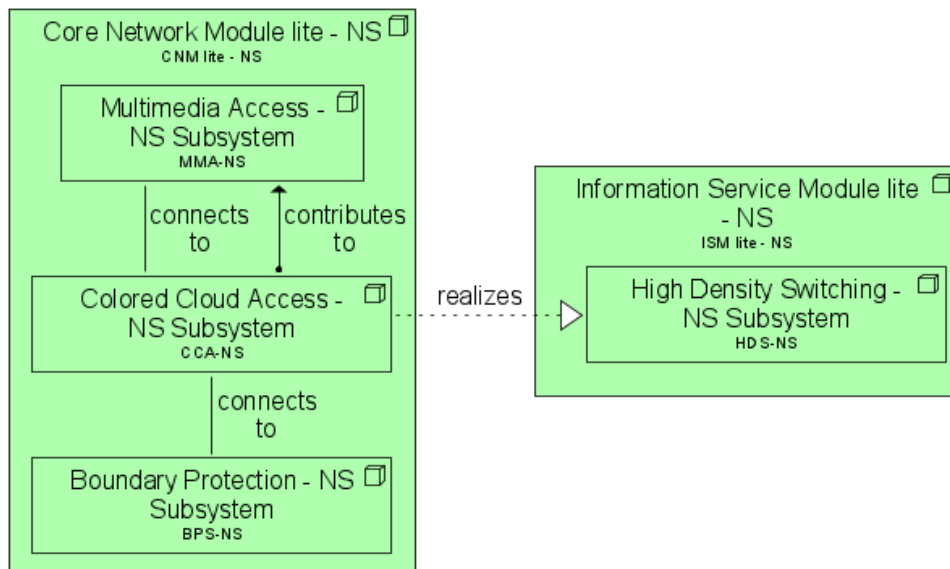 Core Network Module lite - NS
CNM lite - NS
Multimedia Access -
NS Subsystem
MMA-NS
connects
to
contributes
to
Colored Cloud Access -
NS Subsystem
CCA-NS
connects
to
Boundary Protection - NS
Subsystem
BPS-NS
realizes
Information Service Module lite
- NS
ISM lite - NS
High Density Switching -
NS Subsystem
HDS-NS